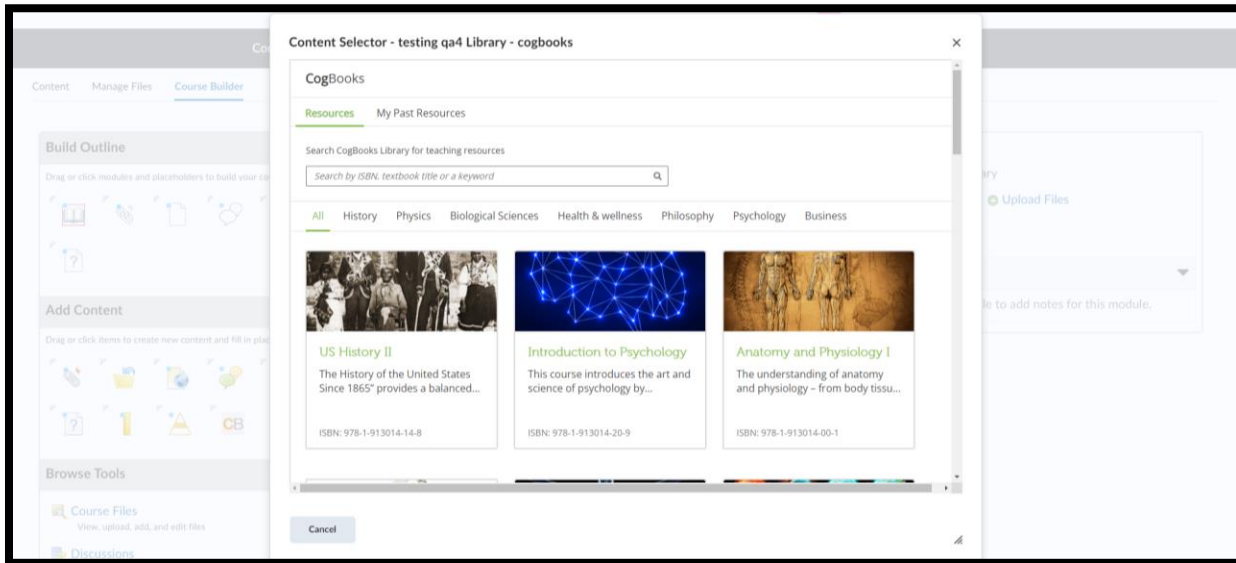 Content Selector - testing qa4 Library - cogbooks
CogBooks
Resources My Past Resources
Search CogBooks Library for teaching resources
Search by ISBN, textbook title or a keyword
All History Physics Biological Sciences Health & wellness Philosophy Psychology Business
US History II
The History of the United States
Since 1865" provides a balanced...
ISBN: 978-1-913014-14-8
Introduction to Psychology
This course introduces the art and
science of psychology by...
ISBN: 978-1-913014-20-9
Anatomy and Physiology I
The understanding of anatomy
and physiology – from body tissu...
ISBN: 978-1-913014-00-1
Cancel
Content Manage Files Course Builder
Build Outline
Drag or click modules and placeholders to build your
Add Content
Drag or click items to create new content and fill in
CB
Browse Tools
Course Files
View, upload, add, and edit files
Discussions
Upload Files
to add notes for this module.